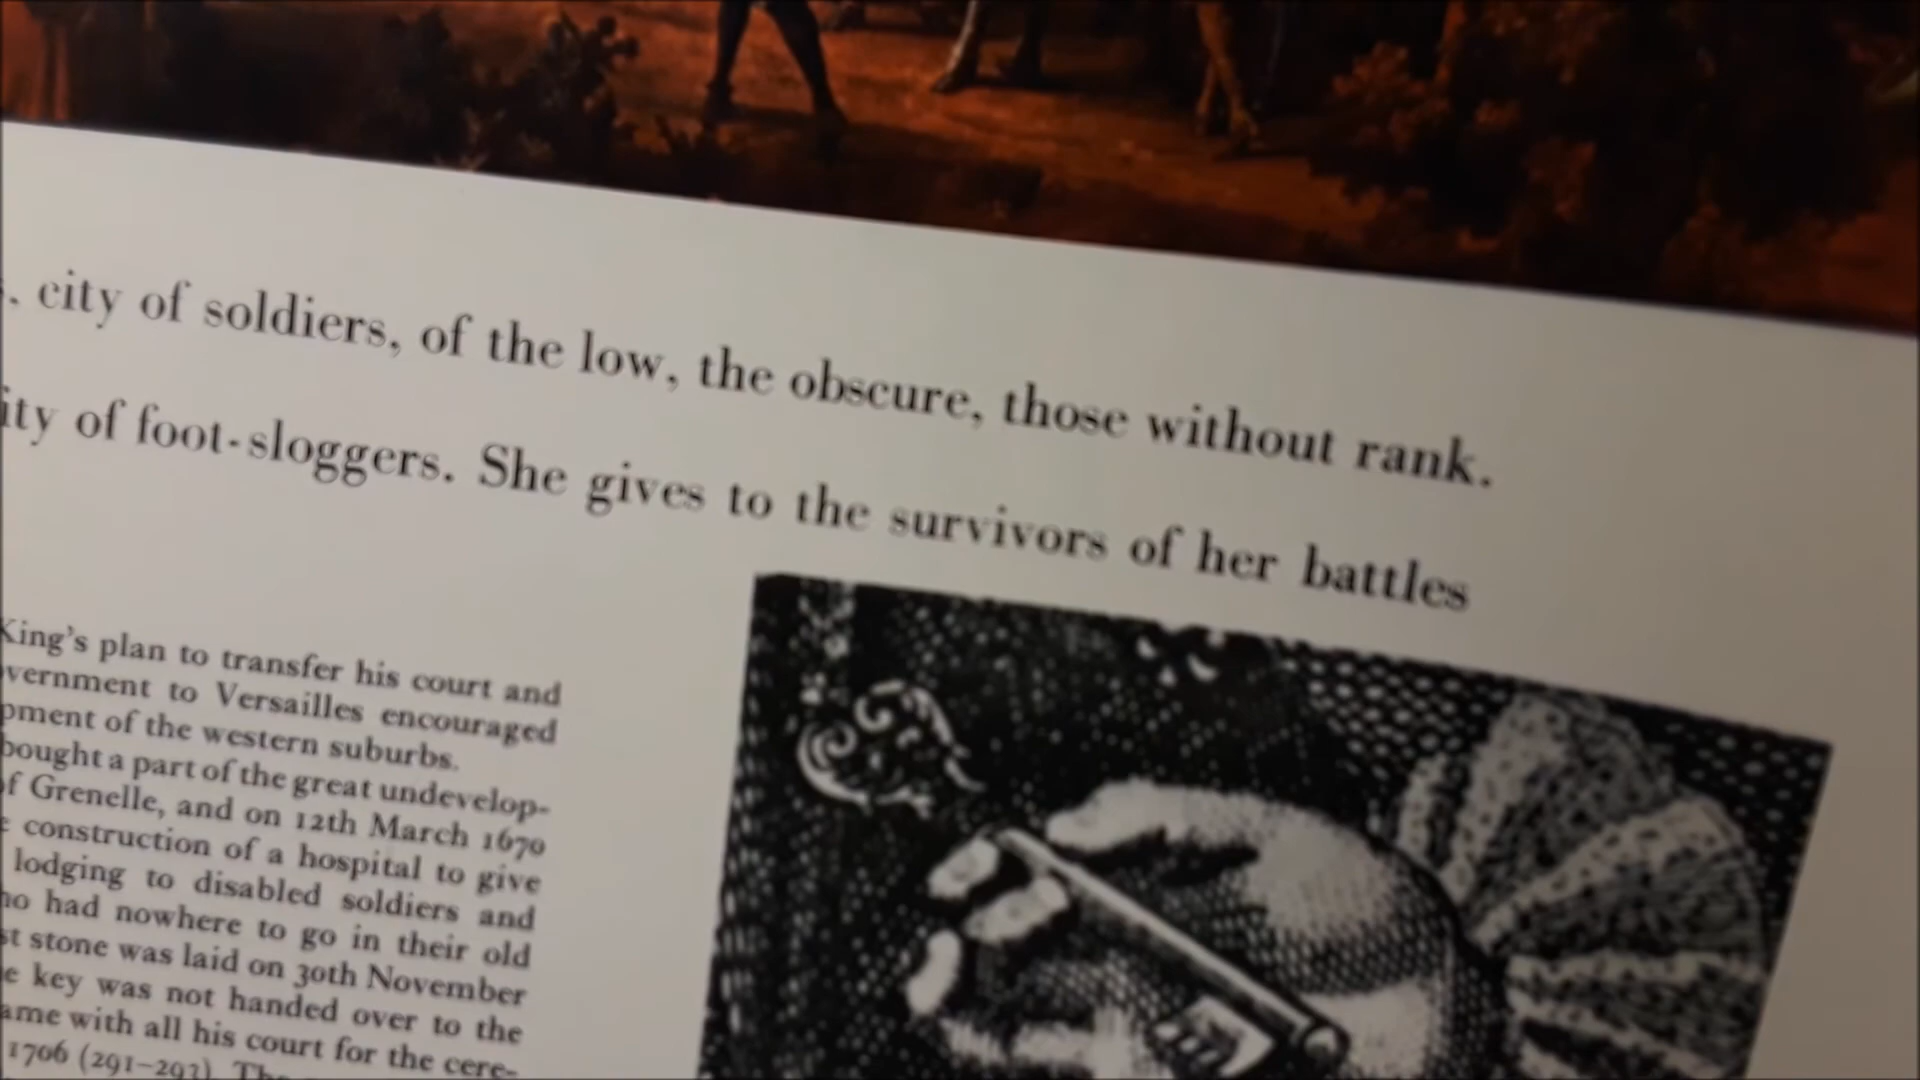 . city of soldiers, of the low, the obscure, those without rank.
ity of foot-sloggers. She gives to the survivors of her battles
King's plan to transfer his court and
vernment to Versailles encouraged
pment of the western suburbs.
bought a part of the great undevelop-
of Grenelle, and on 12th March 1670
e construction of a hospital to give
lodging to disabled soldiers and
ho had nowhere to go in their old
st stone was laid on 30th November
e key was not handed over to the
ame with all his court for the cere-
1706 (291–293). The